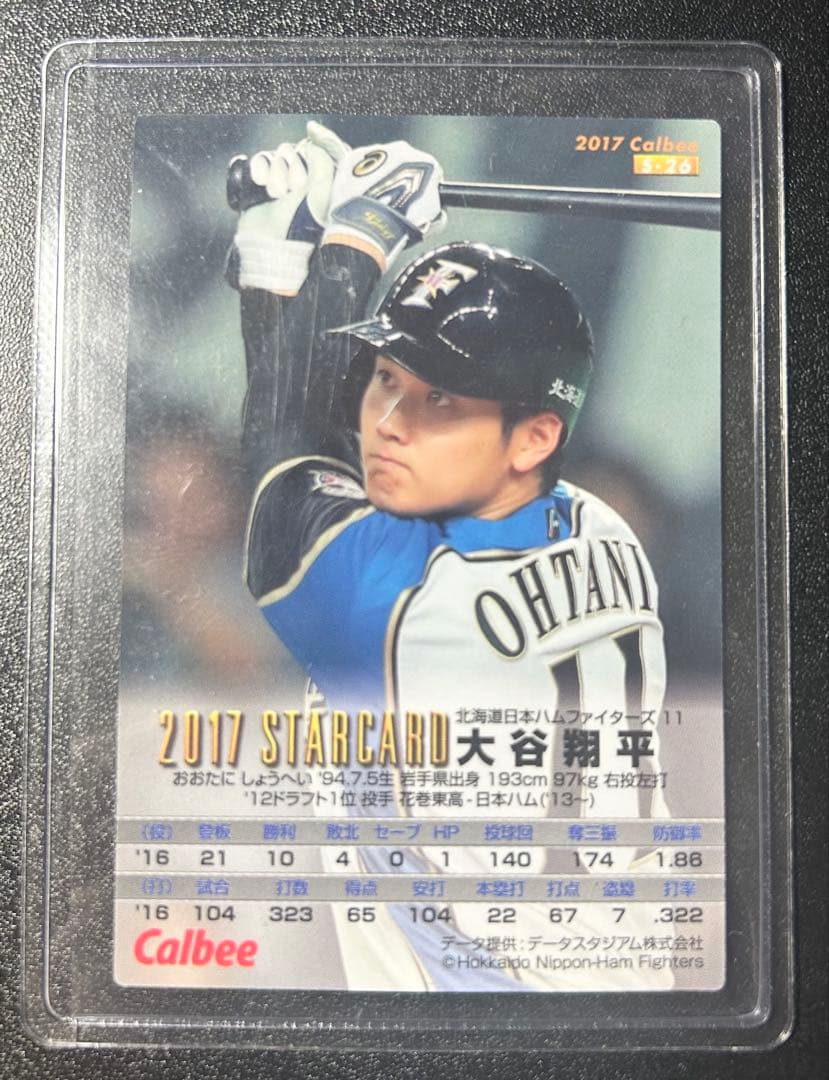 2017 Calbee
S・26
F
北海
OHTANI
11
北海道日本ハムファイターズ 11
2017 STARCARD 大谷翔平
おおたに しょうへい '94.7.5生 岩手県出身 193cm 97kg 右投左打
'12ドラフト1位 投手 花巻東高-日本ハム('13〜)
(投) 登板 勝利 敗北 セーブ HP 投球回 奪三振 防御率
'16 21 10 4 0 1 140 174 1.86
(打) 試合 打数 得点 安打 本塁打 打点 盗塁 打率
'16 104 323 65 104 22 67 7 .322
Calbee
データ提供:データスタジアム株式会社
©Hokkaido Nippon-Ham Fighters